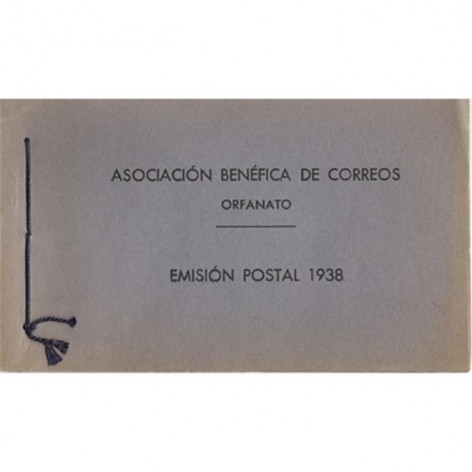 ASOCIACIÓN BENÉFICA DE CORREOS
ORFANATO
EMISIÓN POSTAL 1938